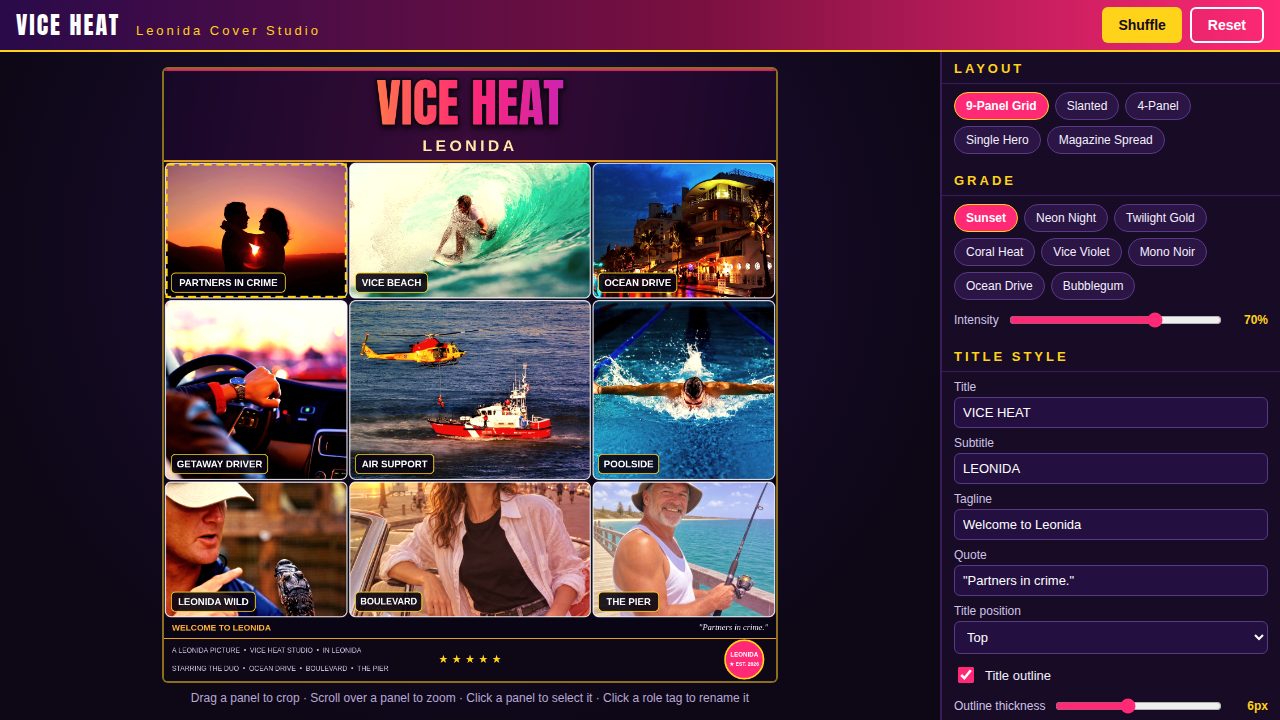 VICE HEAT Leonida Cover Studio Shuffle Reset
VICE HEAT
LEONIDA
PARTNERS IN CRIME
VICE BEACH
OCEAN DRIVE
GETAWAY DRIVER
AIR SUPPORT
POOLSIDE
LEONIDA WILD
BOULEVARD
THE PIER
WELCOME TO LEONIDA
"Partners in crime."
A LEONIDA PICTURE • VICE HEAT STUDIO • IN LEONIDA
STARRING THE DUO • OCEAN DRIVE • BOULEVARD • THE PIER
★ ★ ★ ★ ★
LEONIDA
★ EST. 2026
Drag a panel to crop · Scroll over a panel to zoom · Click a panel to select it · Click a role tag to rename it
LAYOUT
9-Panel Grid Slanted 4-Panel
Single Hero Magazine Spread
GRADE
Sunset Neon Night Twilight Gold
Coral Heat Vice Violet Mono Noir
Ocean Drive Bubblegum
Intensity 70%
TITLE STYLE
Title
VICE HEAT
Subtitle
LEONIDA
Tagline
Welcome to Leonida
Quote
"Partners in crime."
Title position
Top
Title outline
Outline thickness 6px